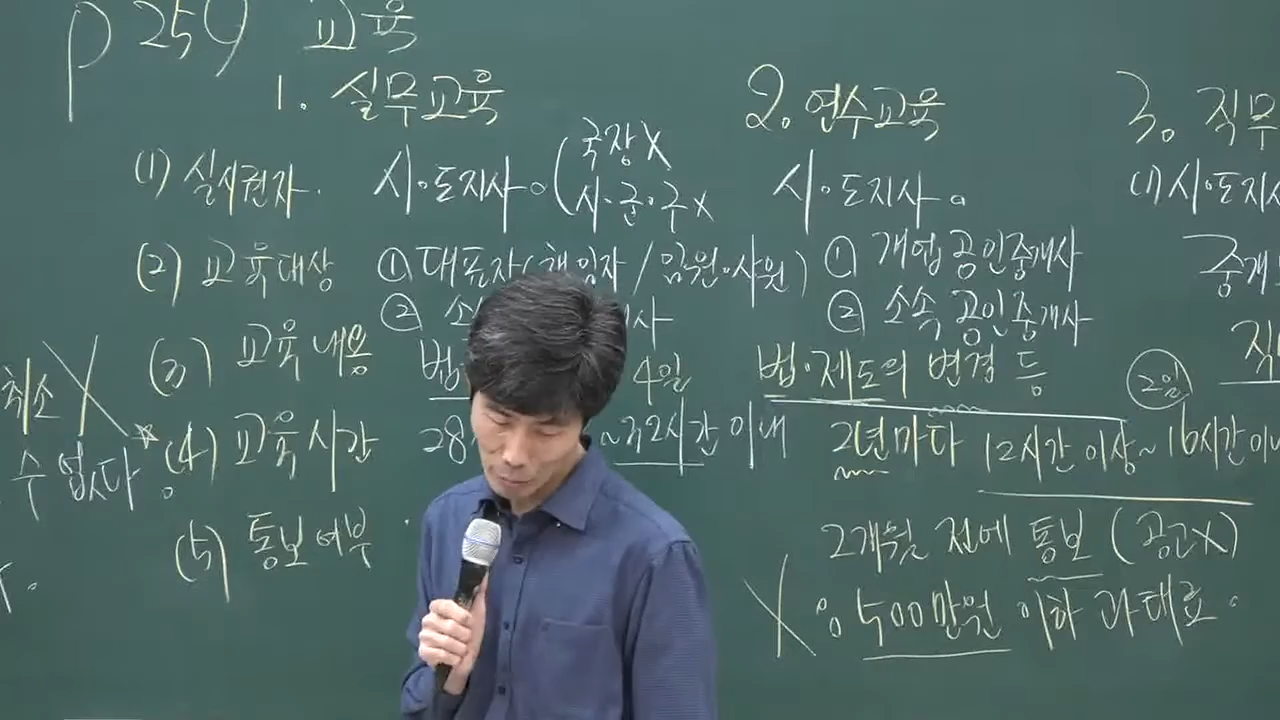 P 259 교육
1. 실무교육
(1) 실시권자. 시·도지사. (국장X
시·군·구X
(2) 교육대상 ① 대표자(책임자/임원·사원)
② 소 사
(3) 교육내용 법· 4일
(4) 교육시간 28 ~32시간 이내
(5) 통보여부
취소 X
수 없다
2. 연수교육
시·도지사.
① 개업공인중개사
② 소속 공인중개사
법·제도의 변경 등
2년마다 12시간 이상~16시간이내
2개월 전에 통보 (공고X)
X : 500만원 이하 과태료.
3. 직무
(1) 시·도지사
중개
직
2일